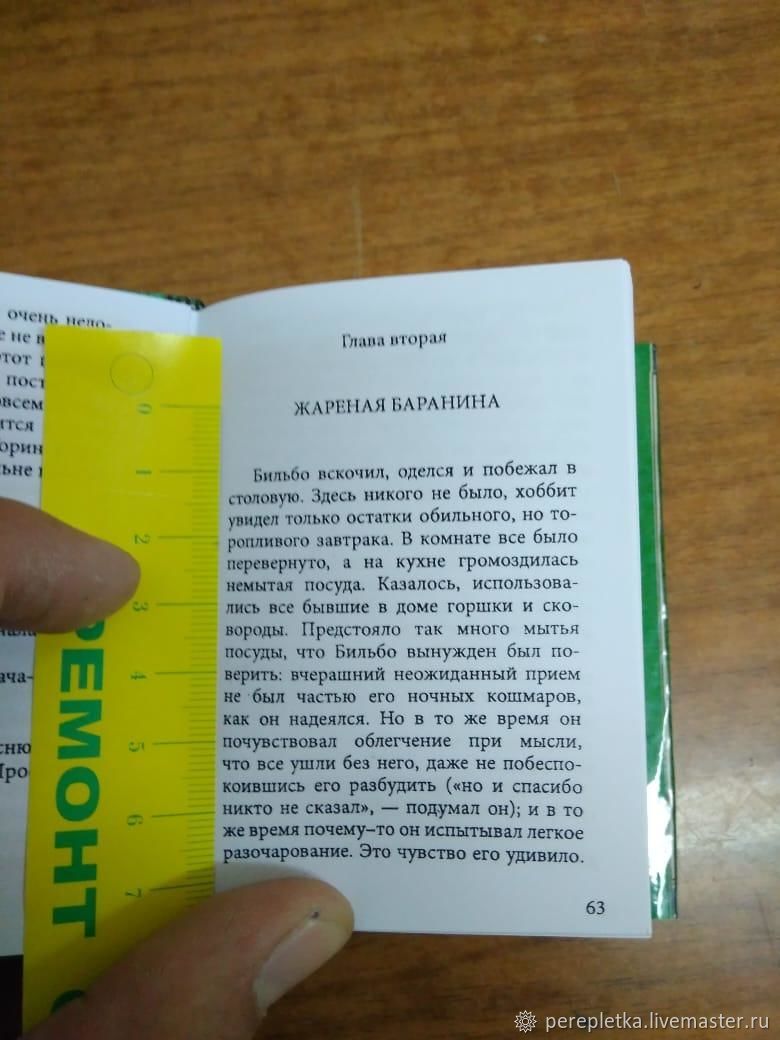 очень
не в
этот
пост
овсем
ится
орин
0
1
2
3
4
5
6
7
РЕМОНТ
Глава вторая
ЖАРЕНАЯ БАРАНИНА
Бильбо вскочил, оделся и побежал в
столовую. Здесь никого не было, хоббит
увидел только остатки обильного, но то-
ропливого завтрака. В комнате все было
перевернуто, а на кухне громоздилась
немытая посуда. Казалось, использова-
лись все бывшие в доме горшки и ско-
вороды. Предстояло так много мытья
посуды, что Бильбо вынужден был по-
верить: вчерашний неожиданный прием
не был частью его ночных кошмаров,
как он надеялся. Но в то же время он
почувствовал облегчение при мысли,
что все ушли без него, даже не побеспо-
коившись его разбудить («но и спасибо
никто не сказал», — подумал он); и в то
же время почему–то он испытывал легкое
разочарование. Это чувство его удивило.
63
perepletka.livemaster.ru